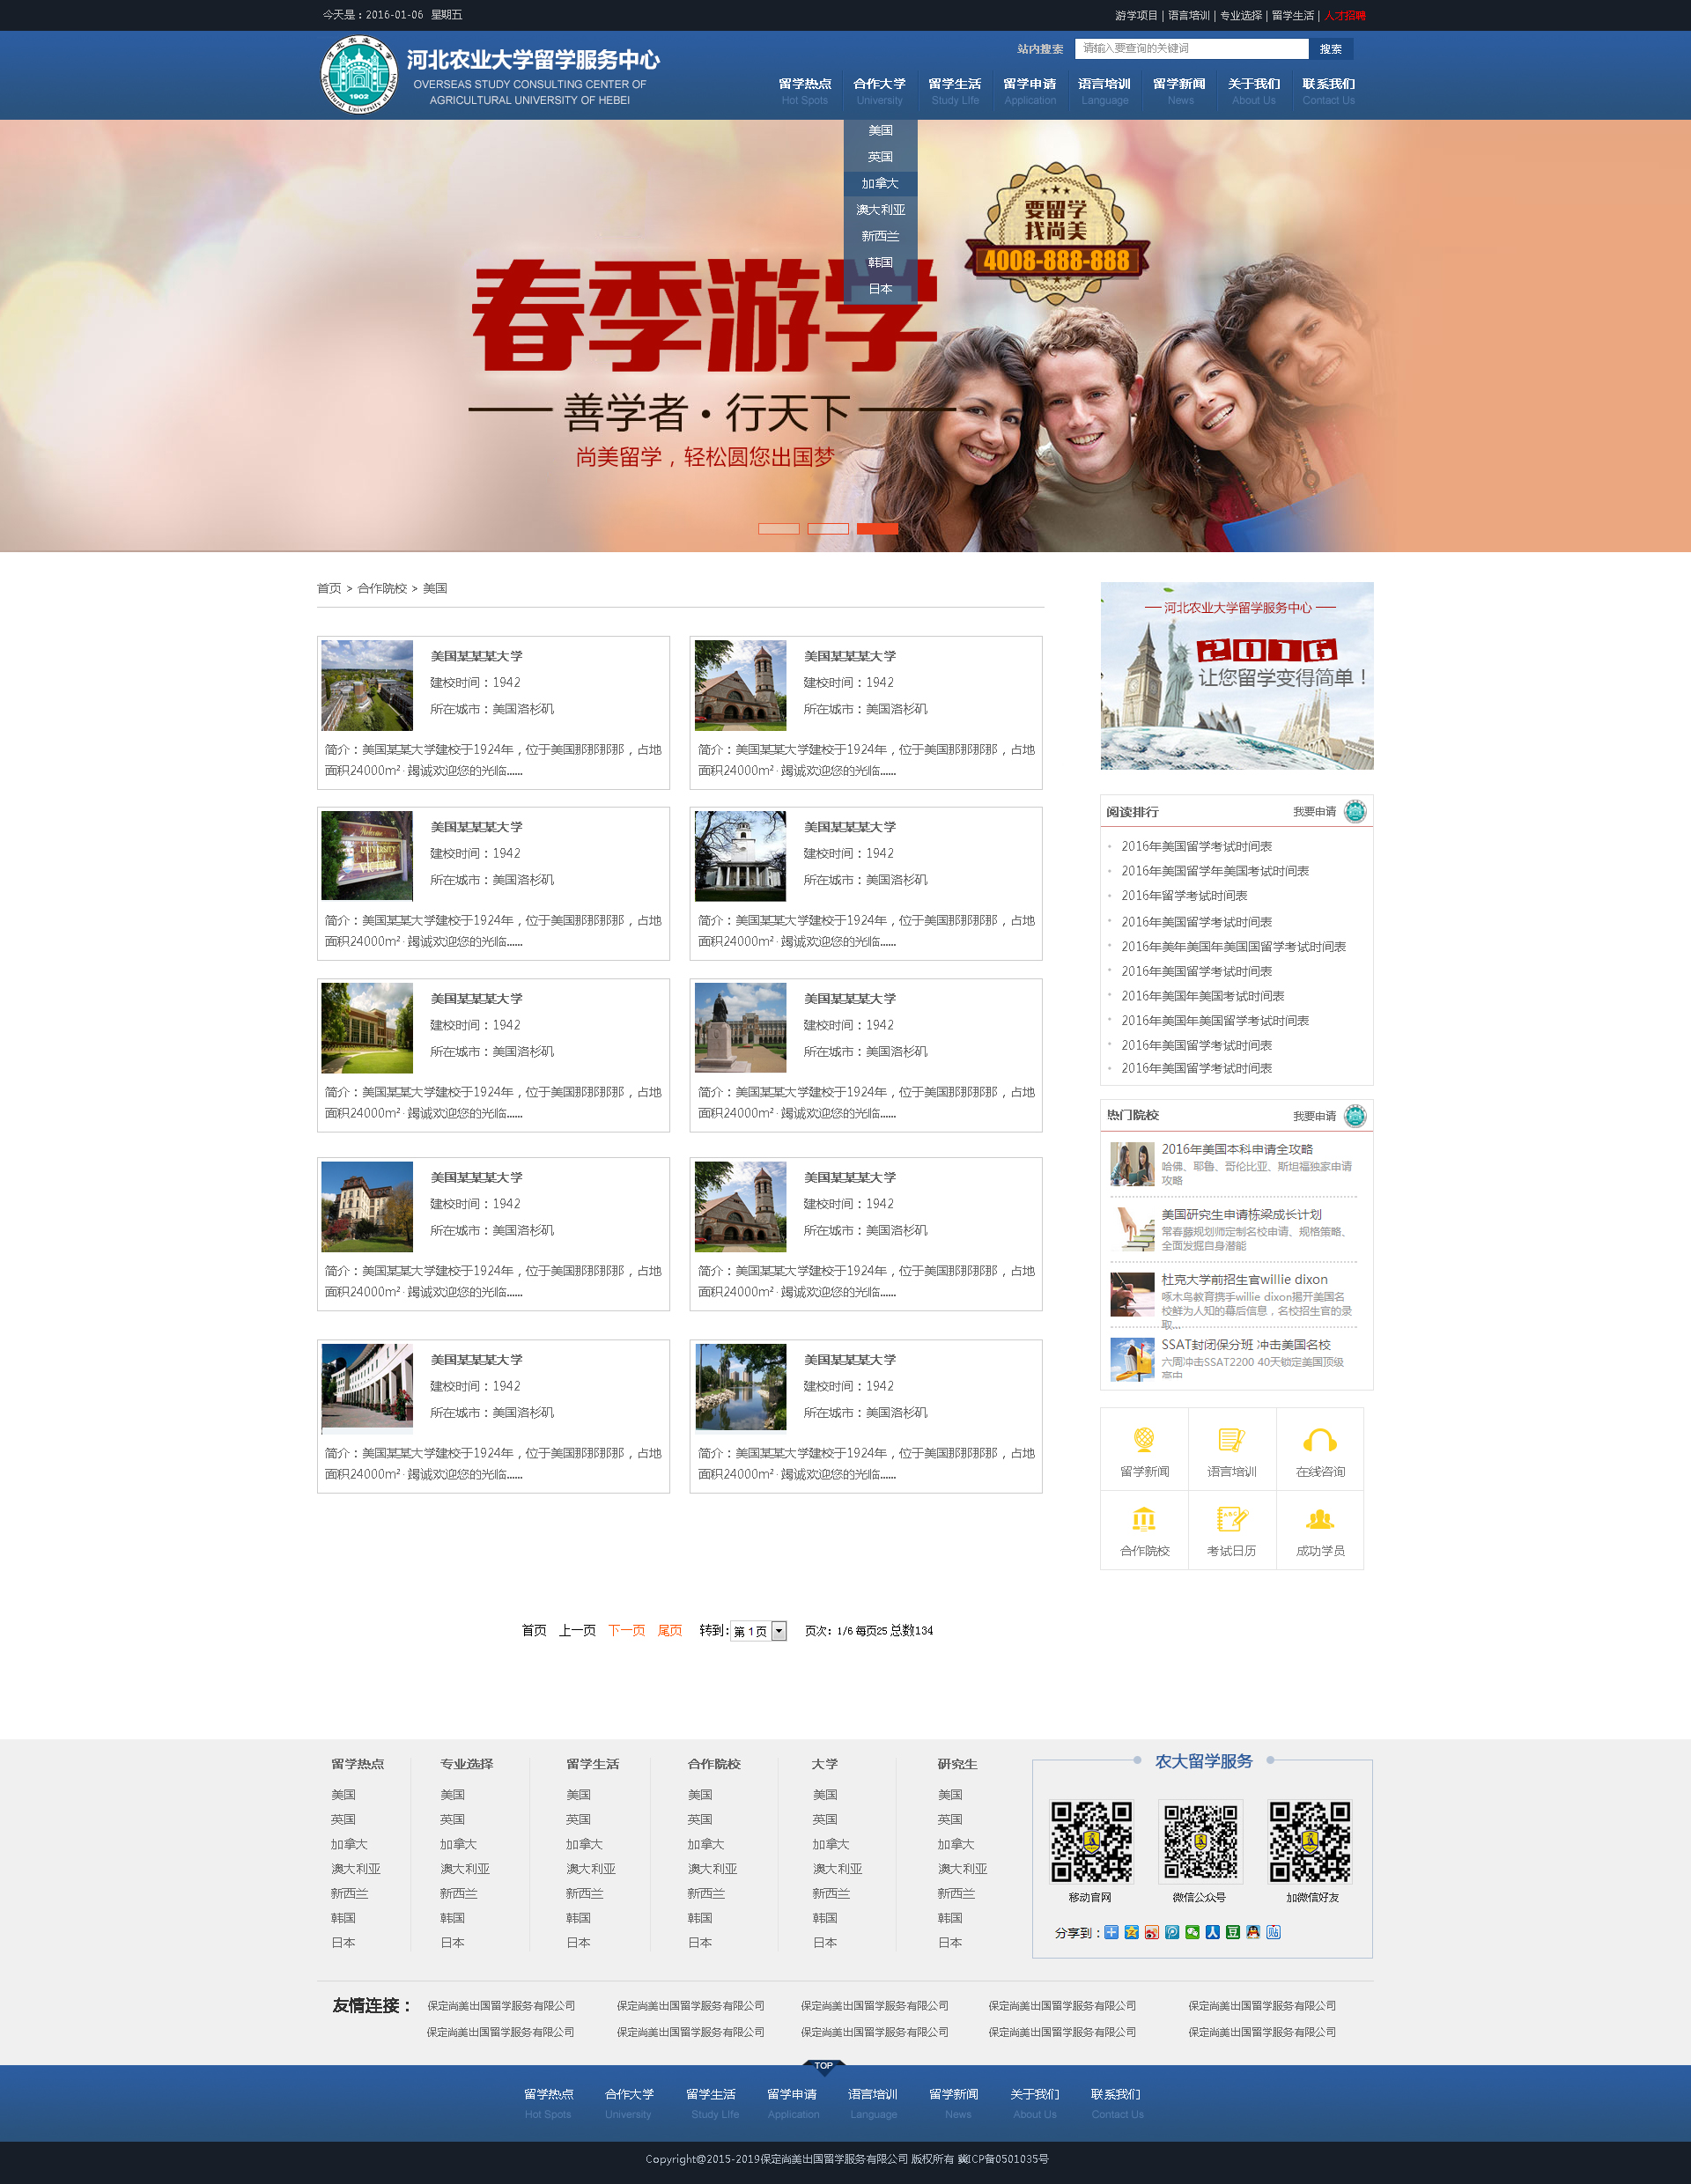 今天是：2016-01-06 星期五
游学项目 | 语言培训 | 专业选择 | 留学生活 | 人才招聘
河北农业大学留学服务中心
OVERSEAS STUDY CONSULTING CENTER OF
AGRICULTURAL UNIVERSITY OF HEBEI
1902
站内搜索 请输入要查询的关键词 搜索
留学热点 合作大学 留学生活 留学申请 语言培训 留学新闻 关于我们 联系我们
Hot Spots University Study LIfe Application Language News About Us Contact Us
美国
英国
加拿大
澳大利亚
新西兰
韩国
日本
要留学
找尚美
4008-888-888
春季游学
善学者·行天下
尚美留学，轻松圆您出国梦
首页 > 合作院校 > 美国
美国某某某大学
建校时间：1942
所在城市：美国洛杉矶
简介：美国某某大学建校于1924年，位于美国那那那那，占地
面积24000m²·竭诚欢迎您的光临......
美国某某某大学
建校时间：1942
所在城市：美国洛杉矶
简介：美国某某大学建校于1924年，位于美国那那那那，占地
面积24000m²·竭诚欢迎您的光临......
Welcome
UNIVERSITY
OF
VICTORIA
美国某某某大学
建校时间：1942
所在城市：美国洛杉矶
简介：美国某某大学建校于1924年，位于美国那那那那，占地
面积24000m²·竭诚欢迎您的光临......
美国某某某大学
建校时间：1942
所在城市：美国洛杉矶
简介：美国某某大学建校于1924年，位于美国那那那那，占地
面积24000m²·竭诚欢迎您的光临......
美国某某某大学
建校时间：1942
所在城市：美国洛杉矶
简介：美国某某大学建校于1924年，位于美国那那那那，占地
面积24000m²·竭诚欢迎您的光临......
美国某某某大学
建校时间：1942
所在城市：美国洛杉矶
简介：美国某某大学建校于1924年，位于美国那那那那，占地
面积24000m²·竭诚欢迎您的光临......
美国某某某大学
建校时间：1942
所在城市：美国洛杉矶
简介：美国某某大学建校于1924年，位于美国那那那那，占地
面积24000m²·竭诚欢迎您的光临......
美国某某某大学
建校时间：1942
所在城市：美国洛杉矶
简介：美国某某大学建校于1924年，位于美国那那那那，占地
面积24000m²·竭诚欢迎您的光临......
美国某某某大学
建校时间：1942
所在城市：美国洛杉矶
简介：美国某某大学建校于1924年，位于美国那那那那，占地
面积24000m²·竭诚欢迎您的光临......
美国某某某大学
建校时间：1942
所在城市：美国洛杉矶
简介：美国某某大学建校于1924年，位于美国那那那那，占地
面积24000m²·竭诚欢迎您的光临......
首页 上一页 下一页 尾页 转到: 第 1 页 页次：1/6 每页25 总数134
河北农业大学留学服务中心
2016
让您留学变得简单！
阅读排行 我要申请
2016年美国留学考试时间表
2016年美国留学年美国考试时间表
2016年留学考试时间表
2016年美国留学考试时间表
2016年美年美国年美国国留学考试时间表
2016年美国留学考试时间表
2016年美国年美国考试时间表
2016年美国年美国留学考试时间表
2016年美国留学考试时间表
2016年美国留学考试时间表
热门院校 我要申请
2016年美国本科申请全攻略
哈佛、耶鲁、哥伦比亚、斯坦福独家申请
攻略
美国研究生申请栋梁成长计划
常春藤规划师定制名校申请、规格策略、
全面发掘自身潜能
杜克大学前招生官willie dixon
啄木鸟教育携手willie dixon揭开美国名
校鲜为人知的幕后信息，名校招生官的录
取...
SSAT封闭保分班 冲击美国名校
六周冲击SSAT2200 40天锁定美国顶级
高中
留学新闻 语言培训 在线咨询
合作院校 考试日历 成功学员
留学热点 专业选择 留学生活 合作院校 大学 研究生
美国 美国 美国 美国 美国 美国
英国 英国 英国 英国 英国 英国
加拿大 加拿大 加拿大 加拿大 加拿大 加拿大
澳大利亚 澳大利亚 澳大利亚 澳大利亚 澳大利亚 澳大利亚
新西兰 新西兰 新西兰 新西兰 新西兰 新西兰
韩国 韩国 韩国 韩国 韩国 韩国
日本 日本 日本 日本 日本 日本
农大留学服务
移动官网 微信公众号 加微信好友
分享到：
人 豆 贴
友情连接： 保定尚美出国留学服务有限公司 保定尚美出国留学服务有限公司 保定尚美出国留学服务有限公司 保定尚美出国留学服务有限公司 保定尚美出国留学服务有限公司
保定尚美出国留学服务有限公司 保定尚美出国留学服务有限公司 保定尚美出国留学服务有限公司 保定尚美出国留学服务有限公司 保定尚美出国留学服务有限公司
TOP
留学热点 合作大学 留学生活 留学申请 语言培训 留学新闻 关于我们 联系我们
Hot Spots University Study LIfe Application Language News About Us Contact Us
Copyright@2015-2019保定尚美出国留学服务有限公司 版权所有 冀ICP备0501035号